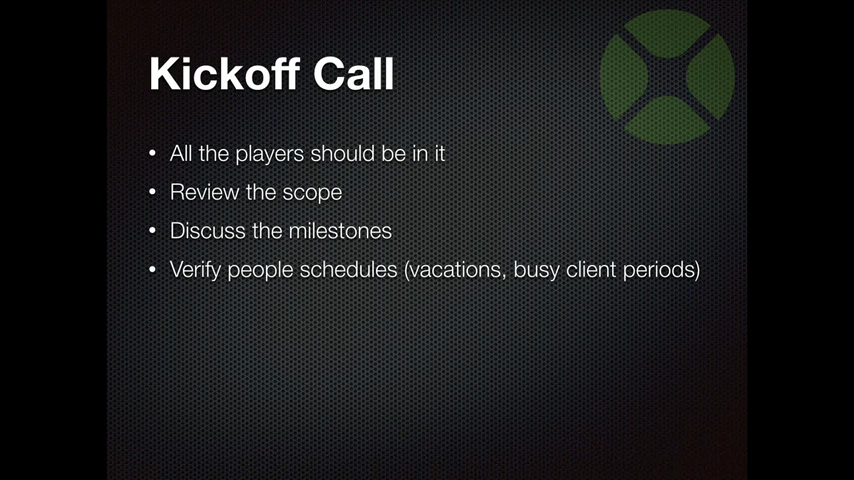 Kickoff Call
• All the players should be in it
• Review the scope
• Discuss the milestones
• Verify people schedules (vacations, busy client periods)